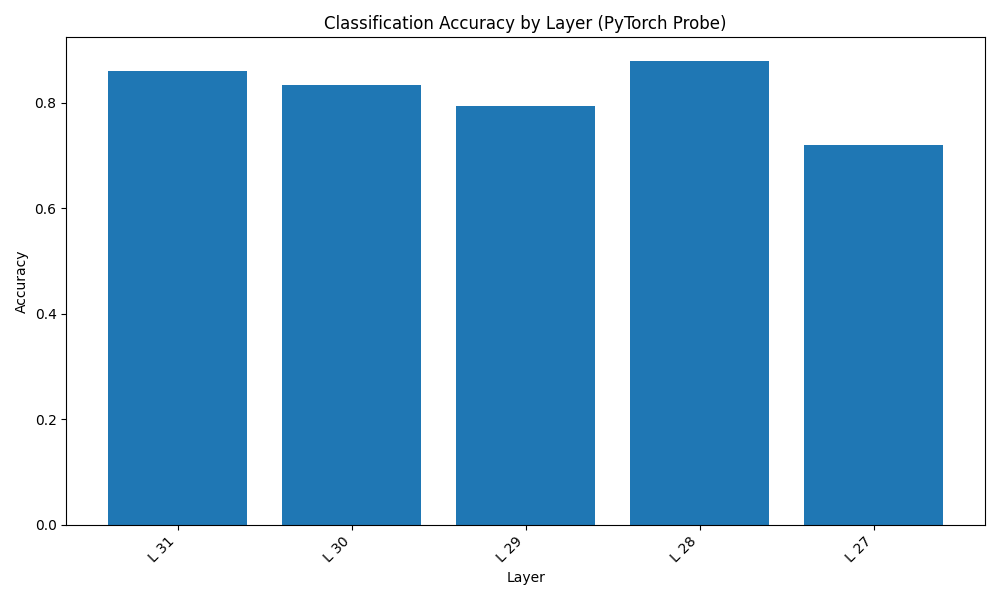 Classification Accuracy by Layer (PyTorch Probe)
Accuracy
0.8
0.6
0.4
0.2
0.0
L 31
L 30
L 29
L 28
L 27
Layer